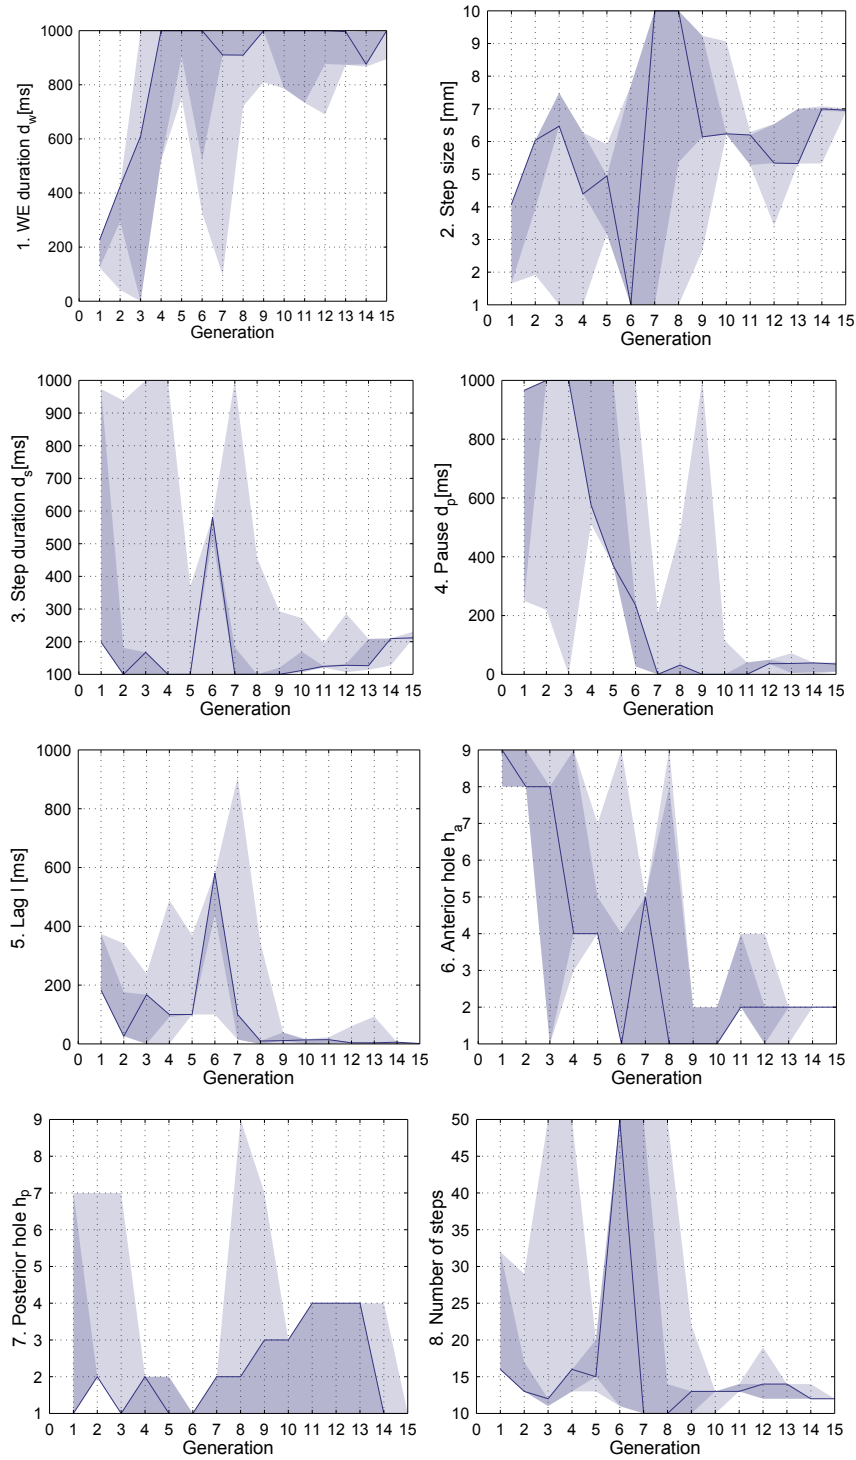 1. WE duration d_w[ms]
1000
800
600
400
200
0
0 1 2 3 4 5 6 7 8 9 10 11 12 13 14 15
Generation
2. Step size s [mm]
10
9
8
7
6
5
4
3
2
1
0 1 2 3 4 5 6 7 8 9 10 11 12 13 14 15
Generation
3. Step duration d_s[ms]
1000
900
800
700
600
500
400
300
200
100
0 1 2 3 4 5 6 7 8 9 10 11 12 13 14 15
Generation
4. Pause d_p[ms]
1000
800
600
400
200
0
0 1 2 3 4 5 6 7 8 9 10 11 12 13 14 15
Generation
5. Lag l [ms]
1000
800
600
400
200
0
0 1 2 3 4 5 6 7 8 9 10 11 12 13 14 15
Generation
6. Anterior hole h_a
9
8
7
6
5
4
3
2
1
0 1 2 3 4 5 6 7 8 9 10 11 12 13 14 15
Generation
7. Posterior hole h_p
9
8
7
6
5
4
3
2
1
0 1 2 3 4 5 6 7 8 9 10 11 12 13 14 15
Generation
8. Number of steps
50
45
40
35
30
25
20
15
10
0 1 2 3 4 5 6 7 8 9 10 11 12 13 14 15
Generation